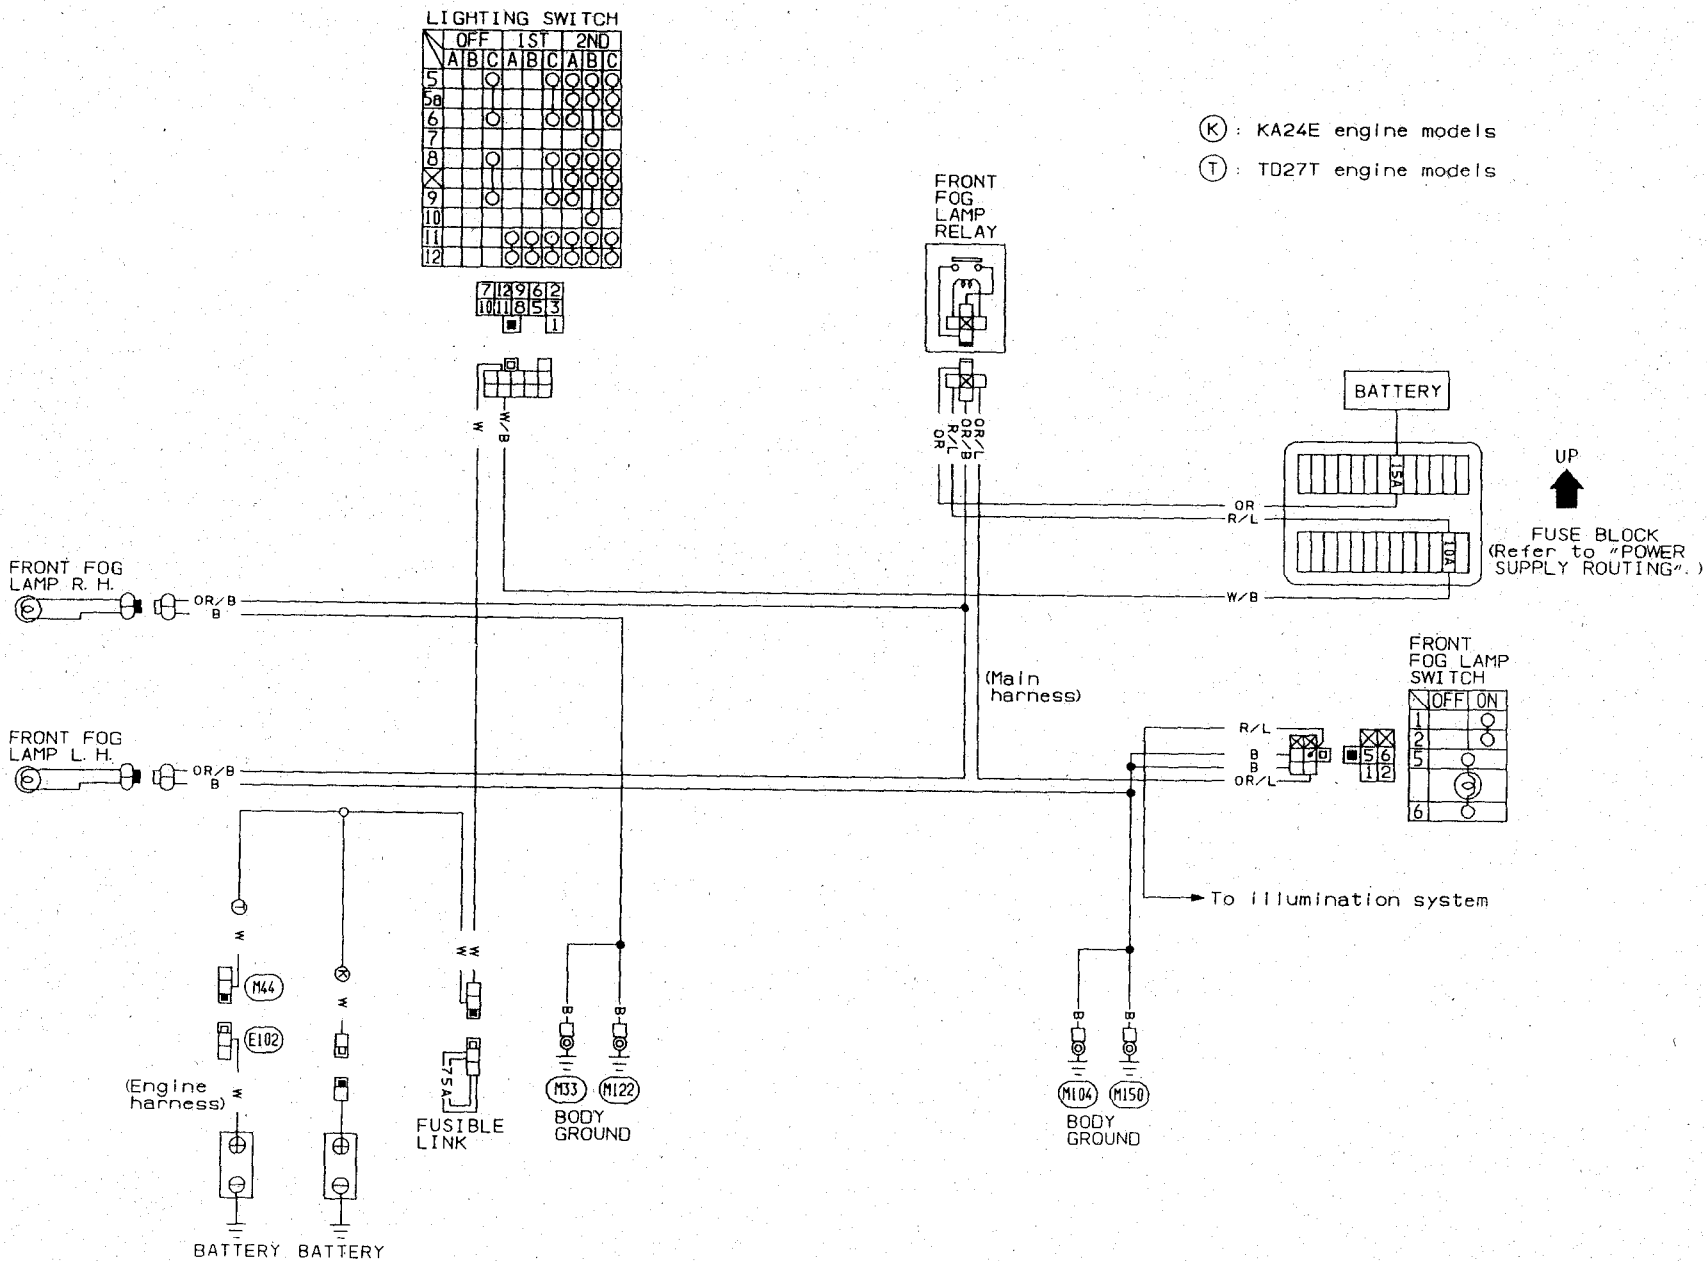 LIGHTING SWITCH
OFF 1ST 2ND
A B C A B C A B C
5
5a
6
7
8
9
10
11
12
7 12 9 6 2
10 11 8 5 3
1
W
W/B
K : KA24E engine models
T : TD27T engine models
FRONT
FOG
LAMP
RELAY
OR
R/L
OR/B
OR/L
BATTERY
15A
10A
UP
FUSE BLOCK
(Refer to "POWER
SUPPLY ROUTING".)
OR
R/L
W/B
FRONT FOG
LAMP R. H.
OR/B
B
(Main
harness)
FRONT
FOG LAMP
SWITCH
OFF ON
1
2
5
6
R/L
B
B
OR/L
5 6
1 2
FRONT FOG
LAMP L. H.
OR/B
B
To illumination system
T
W
K
W
W
W
M44
E102
(Engine
harness)
W
75A
FUSIBLE
LINK
B
B
M33
M122
BODY
GROUND
B
B
M104
M150
BODY
GROUND
BATTERY
BATTERY